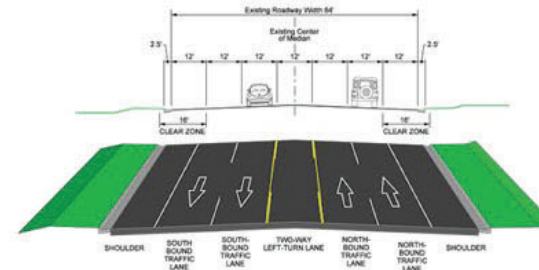 Existing Roadway Width 84'
Existing Center
of Median
2.5' 12' 12' 12' 12' 12' 12' 12' 2.5'
16' 16'
CLEAR ZONE CLEAR ZONE
SHOULDER
SOUTH
BOUND
TRAFFIC
LANE
SOUTH-
BOUND
TRAFFIC
LANE
TWO-WAY
LEFT-TURN LANE
NORTH-
BOUND
TRAFFIC
LANE
NORTH-
BOUND
TRAFFIC
LANE
SHOULDER